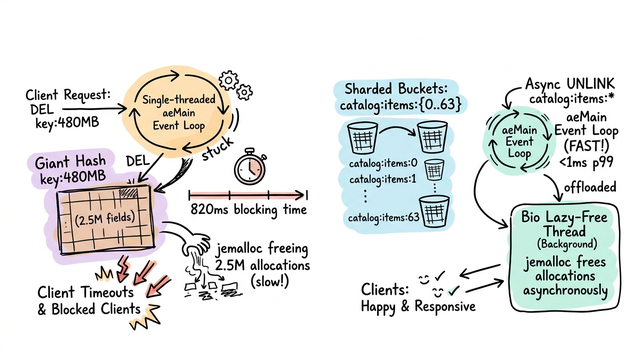 Client Request:
DEL
key:480MB
Single-threaded
aeMain
Event Loop
stuck
DEL
Giant Hash
key:480MB
(2.5M fields)
820ms blocking time
jemalloc freeing
2.5M allocations
(slow!)
Client Timeouts
& Blocked Clients
Sharded Buckets:
catalog:items:{0..63}
catalog:items:0
catalog:items:1
catalog:items:63
Async UNLINK
catalog:items:*
aeMain
Event
Loop
aeMain
Event Loop
(FAST!)
<1ms p99
offloaded
Bio Lazy-Free
Thread
(Background)
jemalloc frees
allocations
asynchronously
Clients:
Happy & Responsive